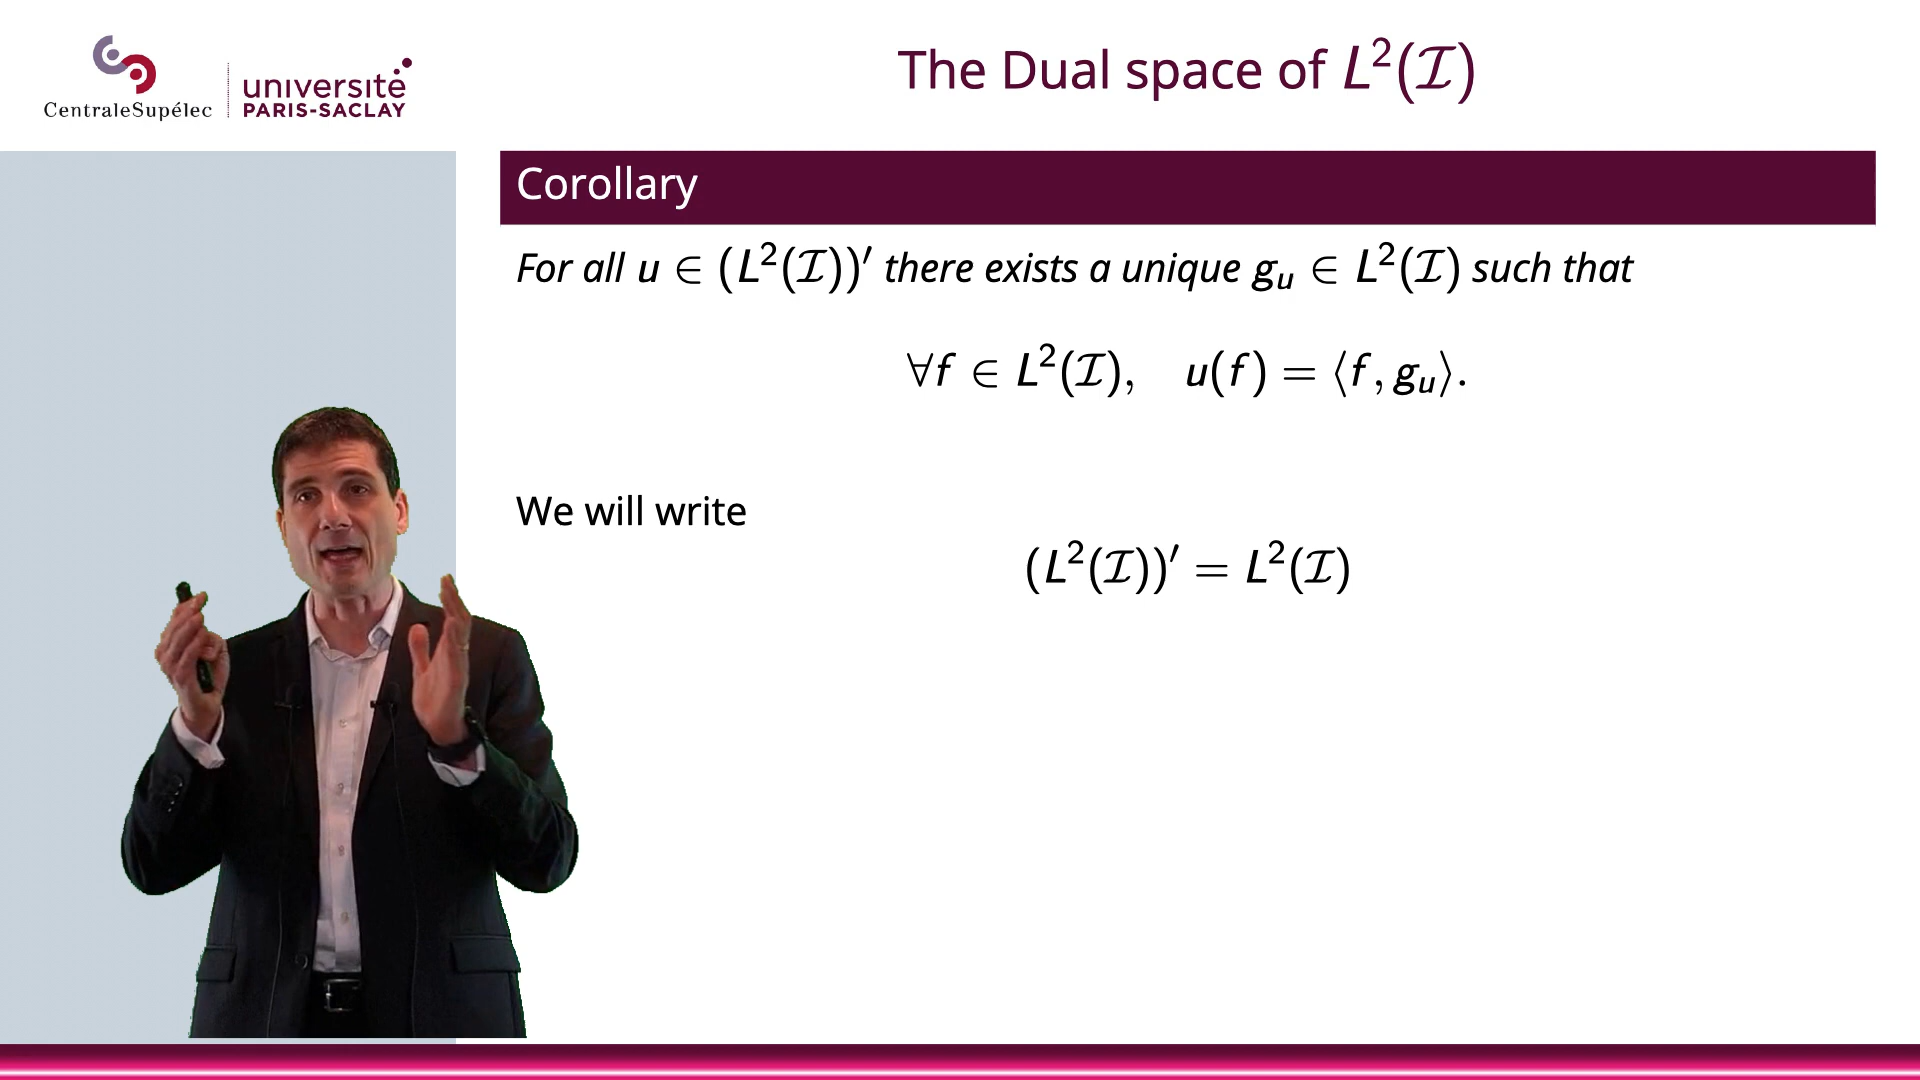 CentraleSupélec
université
PARIS-SACLAY
The Dual space of L²(ℐ)
Corollary
For all u ∈ (L²(ℐ))′ there exists a unique gᵤ ∈ L²(ℐ) such that
∀f ∈ L²(ℐ), u(f) = ⟨f, gᵤ⟩.
We will write
(L²(ℐ))′ = L²(ℐ)